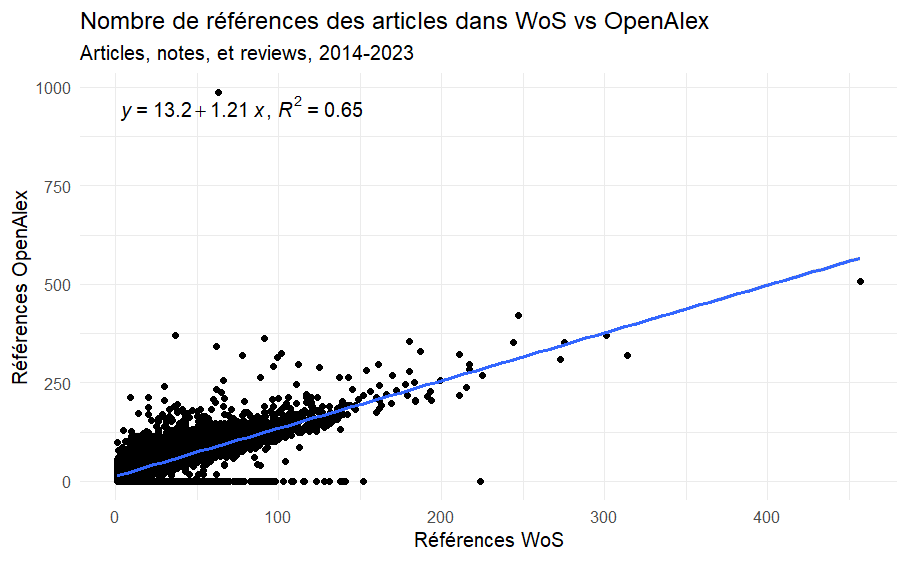 Nombre de références des articles dans WoS vs OpenAlex
Articles, notes, et reviews, 2014-2023
y = 13.2 + 1.21 x, R² = 0.65
1000
750
500
250
0
Références OpenAlex
0 100 200 300 400
Références WoS